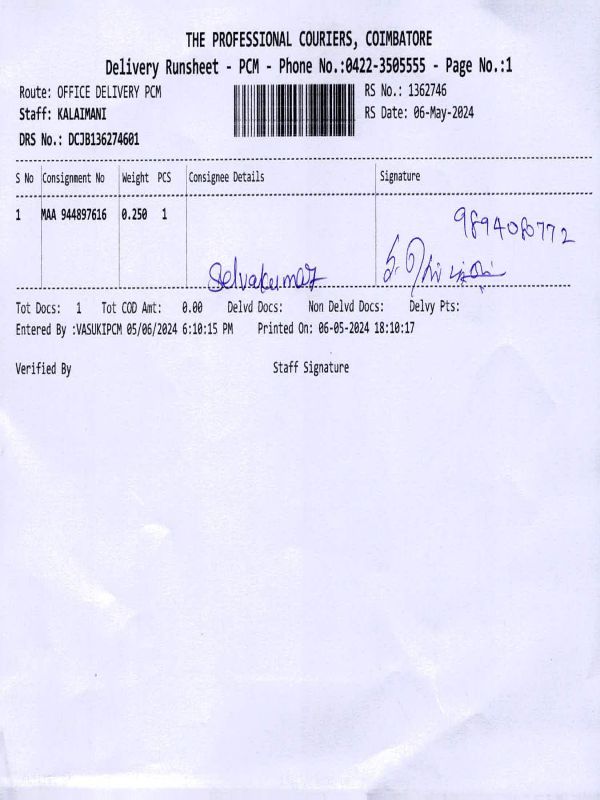 THE PROFESSIONAL COURIERS, COIMBATORE
Delivery Runsheet - PCM - Phone No.:0422-3505555 - Page No.:1
Route: OFFICE DELIVERY PCM
RS No.: 1362746
Staff: KALAIMANI
RS Date: 06-May-2024
DRS No.: DCJB136274601
S No Consignment No Weight PCS Consignee Details Signature
1 MAA 944897616 0.250 1
9894080772
Selvakumar
Tot Docs: 1 Tot COD Amt: 0.00 Delvd Docs: Non Delvd Docs: Delvy Pts:
Entered By :VASUKIPCM 05/06/2024 6:10:15 PM Printed On: 06-05-2024 18:10:17
Verified By Staff Signature